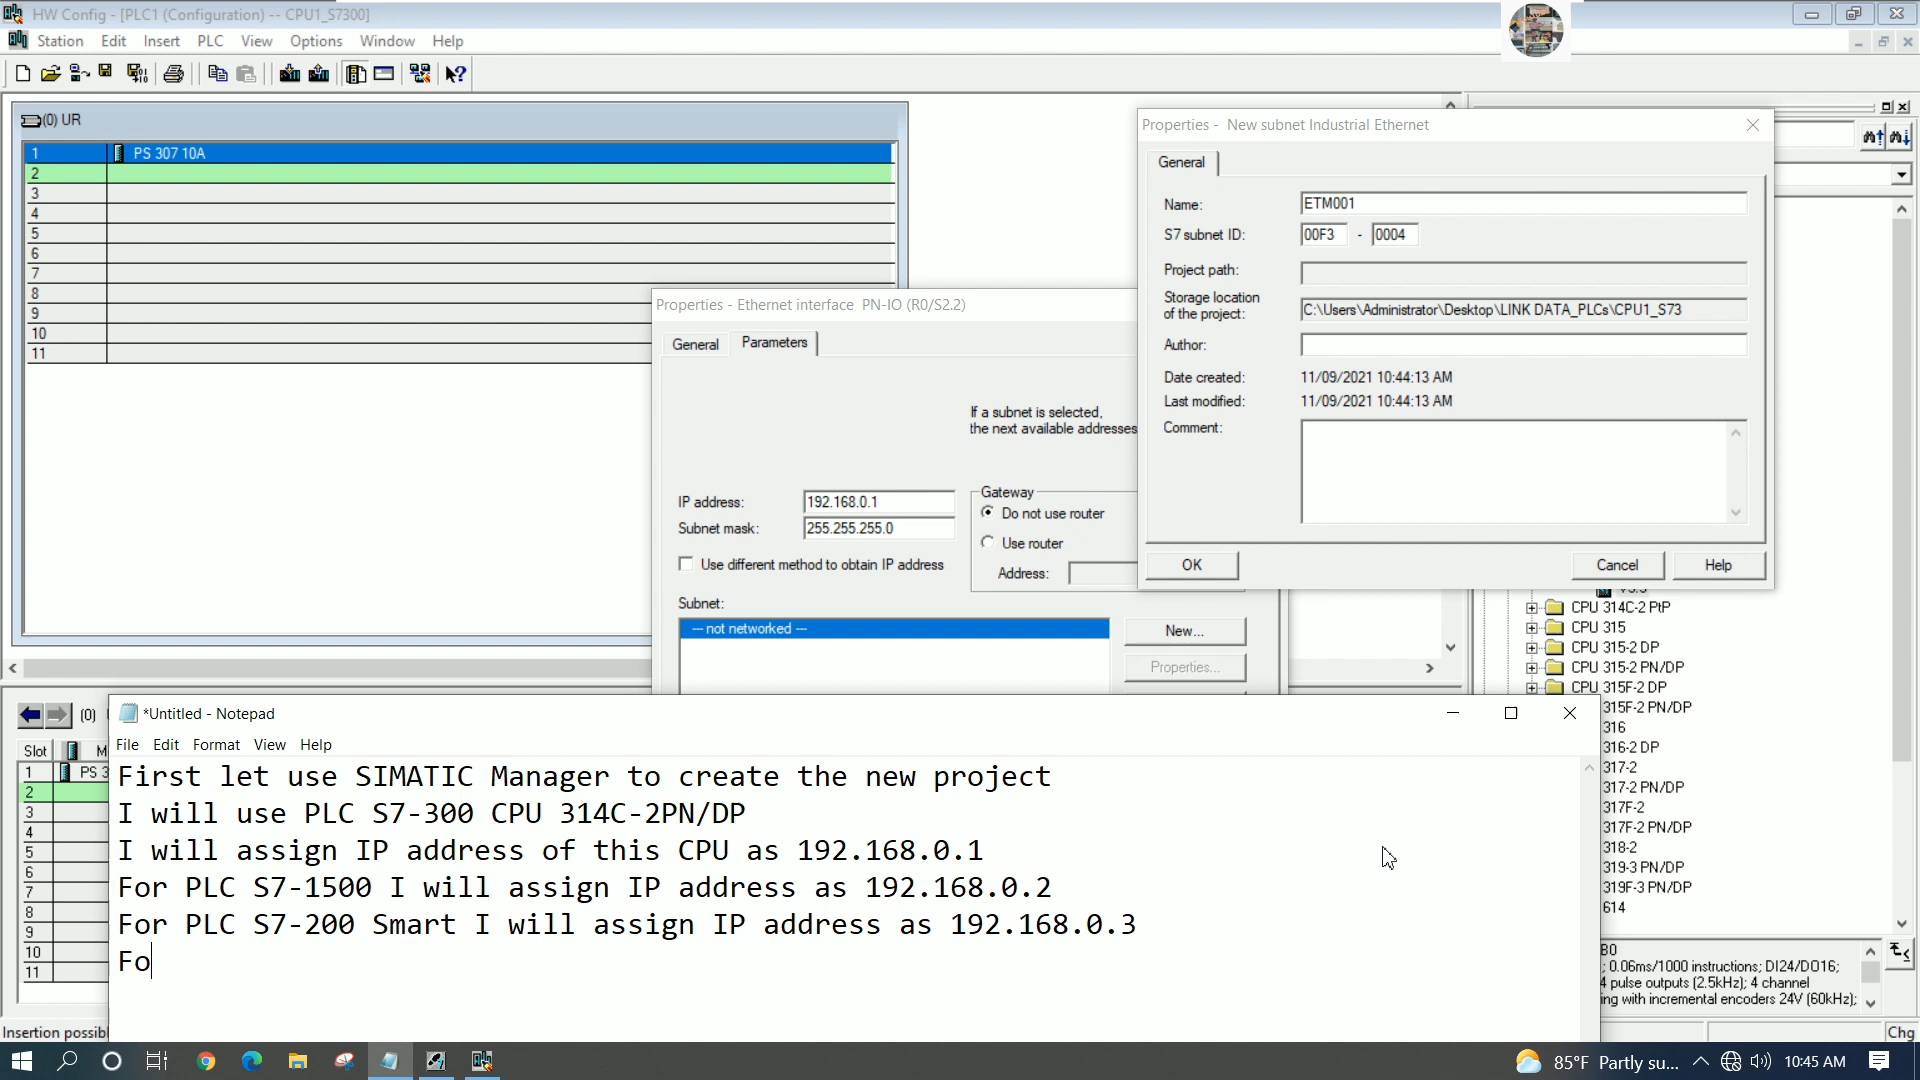 HW Config - [PLC1 (Configuration) -- CPU1_S7300]
Station Edit Insert PLC View Options Window Help
(0) UR
1 PS 307 10A
2
3
4
5
6
7
8
9
10
11
Properties - New subnet Industrial Ethernet
General
Name: ETM001
S7 subnet ID: 00F3 - 0004
Project path:
Storage location
of the project: C:\Users\Administrator\Desktop\LINK DATA_PLCs\CPU1_S73
Author:
Date created: 11/09/2021 10:44:13 AM
Last modified: 11/09/2021 10:44:13 AM
Comment:
OK Cancel Help
Properties - Ethernet interface PN-IO (R0/S2.2)
General Parameters
If a subnet is selected,
the next available addresses
IP address: 192.168.0.1
Subnet mask: 255.255.255.0
Use different method to obtain IP address
Gateway
Do not use router
Use router
Address:
Subnet:
--- not networked ---
New...
Properties...
CPU 314C-2 PtP
CPU 315
CPU 315-2 DP
CPU 315-2 PN/DP
CPU 315F-2 DP
315F-2 PN/DP
316
316-2 DP
317-2
317-2 PN/DP
317F-2
317F-2 PN/DP
318-2
319-3 PN/DP
319F-3 PN/DP
614
B0
; 0.06ms/1000 instructions; DI24/DO16;
4 pulse outputs (2.5kHz); 4 channel
ing with incremental encoders 24V (60kHz);
(0)
Slot M
1 PS 3
2
3
4
5
6
7
8
9
10
11
*Untitled - Notepad
File Edit Format View Help
First let use SIMATIC Manager to create the new project
I will use PLC S7-300 CPU 314C-2PN/DP
I will assign IP address of this CPU as 192.168.0.1
For PLC S7-1500 I will assign IP address as 192.168.0.2
For PLC S7-200 Smart I will assign IP address as 192.168.0.3
Fo
Insertion possibl
Chg
85°F Partly su... 10:45 AM